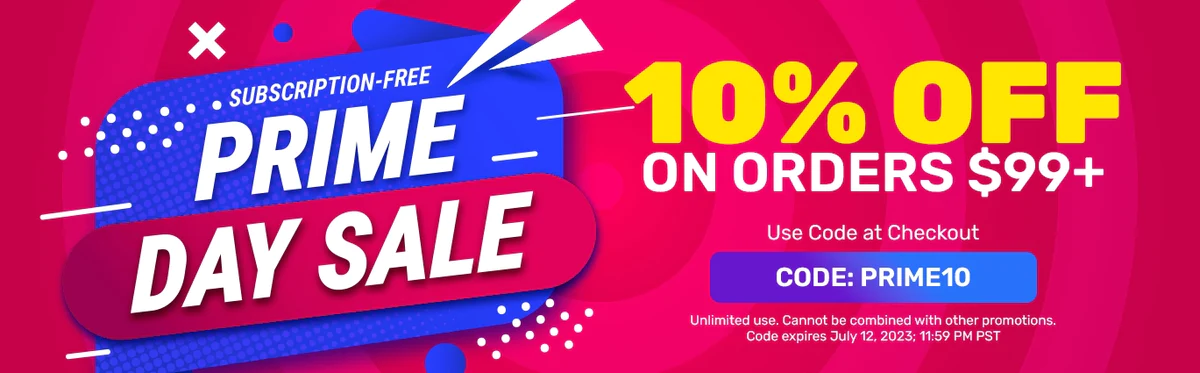 SUBSCRIPTION-FREE
PRIME
DAY SALE
10% OFF
ON ORDERS $99+
Use Code at Checkout
CODE: PRIME10
Unlimited use. Cannot be combined with other promotions.
Code expires July 12, 2023; 11:59 PM PST